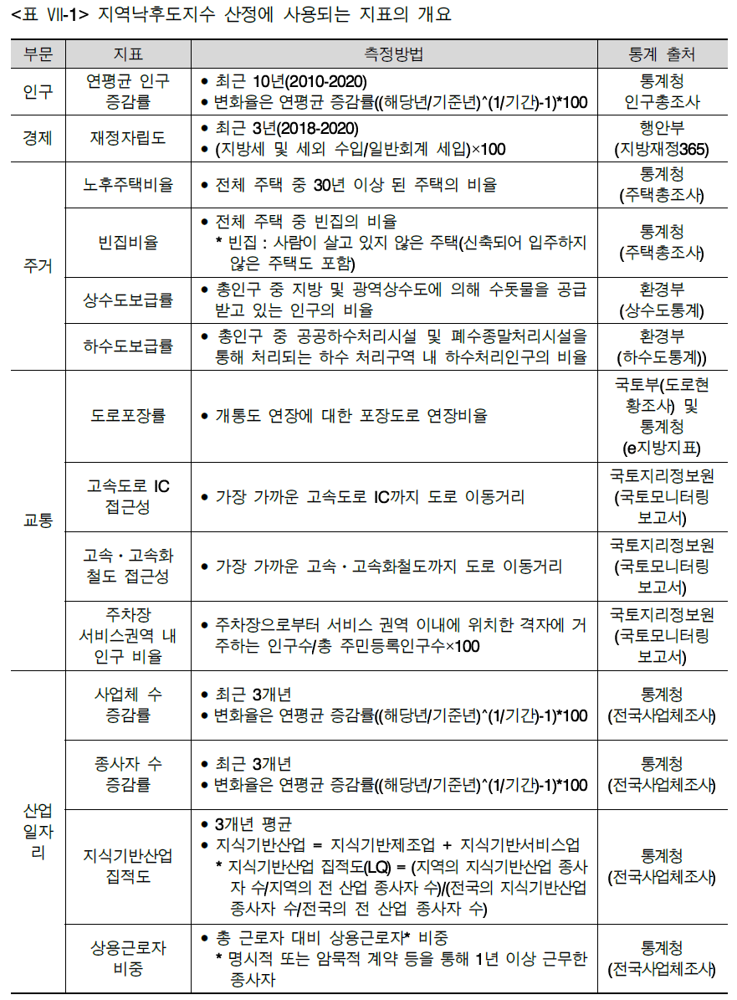 <표 Ⅶ-1> 지역낙후도지수 산정에 사용되는 지표의 개요
부문 지표 측정방법 통계 출처
인구
연평균 인구
증감률
● 최근 10년(2010-2020)
● 변화율은 연평균 증감률((해당년/기준년)^(1/기간)-1)*100
통계청
인구총조사
경제
재정자립도
● 최근 3년(2018-2020)
● (지방세 및 세외 수입/일반회계 세입)×100
행안부
(지방재정365)
주거
노후주택비율
● 전체 주택 중 30년 이상 된 주택의 비율
통계청
(주택총조사)
빈집비율
● 전체 주택 중 빈집의 비율
* 빈집 : 사람이 살고 있지 않은 주택(신축되어 입주하지
않은 주택도 포함)
통계청
(주택총조사)
상수도보급률
● 총인구 중 지방 및 광역상수도에 의해 수돗물을 공급
받고 있는 인구의 비율
환경부
(상수도통계)
하수도보급률
● 총인구 중 공공하수처리시설 및 폐수종말처리시설을
통해 처리되는 하수 처리구역 내 하수처리인구의 비율
환경부
(하수도통계))
교통
도로포장률
● 개통도 연장에 대한 포장도로 연장비율
국토부(도로현
황조사) 및
통계청
(e지방지표)
고속도로 IC
접근성
● 가장 가까운 고속도로 IC까지 도로 이동거리
국토지리정보원
(국토모니터링
보고서)
고속·고속화
철도 접근성
● 가장 가까운 고속·고속화철도까지 도로 이동거리
국토지리정보원
(국토모니터링
보고서)
주차장
서비스권역 내
인구 비율
● 주차장으로부터 서비스 권역 이내에 위치한 격자에 거
주하는 인구수/총 주민등록인구수×100
국토지리정보원
(국토모니터링
보고서)
산업
일자
리
사업체 수
증감률
● 최근 3개년
● 변화율은 연평균 증감률((해당년/기준년)^(1/기간)-1)*100
통계청
(전국사업체조사)
종사자 수
증감률
● 최근 3개년
● 변화율은 연평균 증감률((해당년/기준년)^(1/기간)-1)*100
통계청
(전국사업체조사)
지식기반산업
집적도
● 3개년 평균
● 지식기반산업 = 지식기반제조업 + 지식기반서비스업
* 지식기반산업 집적도(LQ) = (지역의 지식기반산업 종사
자 수/지역의 전 산업 종사자 수)/(전국의 지식기반산업
종사자 수/전국의 전 산업 종사자 수)
통계청
(전국사업체조사)
상용근로자
비중
● 총 근로자 대비 상용근로자* 비중
* 명시적 또는 암묵적 계약 등을 통해 1년 이상 근무한
종사자
통계청
(전국사업체조사)